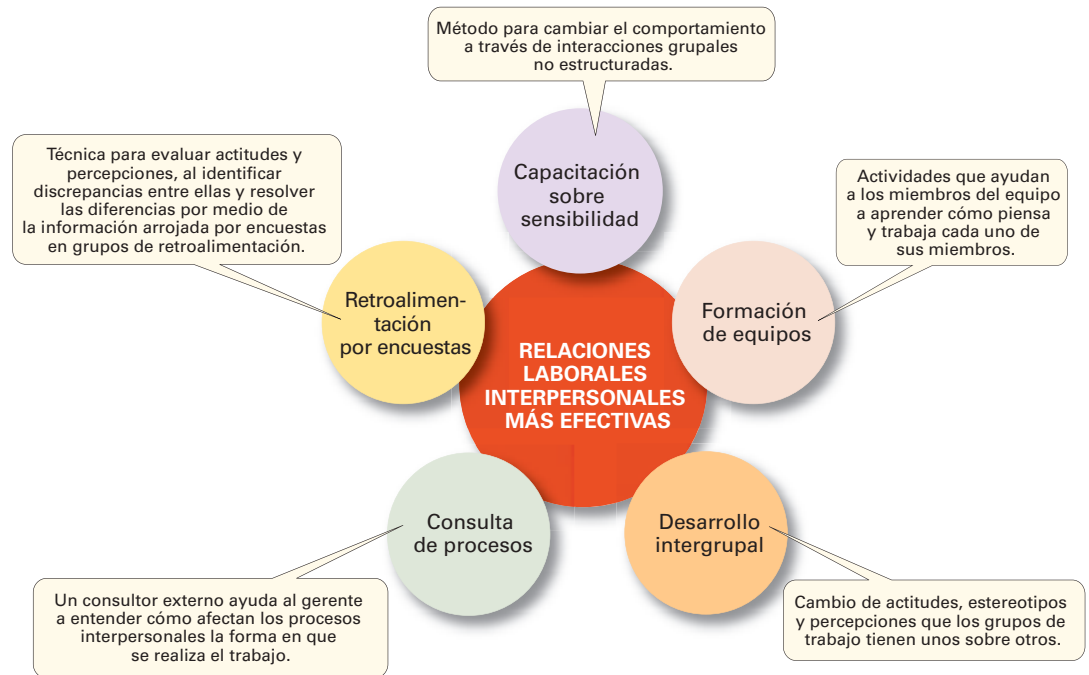 Método para cambiar el comportamiento
a través de interacciones grupales
no estructuradas.
Capacitación
sobre
sensibilidad
Técnica para evaluar actitudes y
percepciones, al identificar
discrepancias entre ellas y resolver
las diferencias por medio de
la información arrojada por encuestas
en grupos de retroalimentación.
Retroalimen-
tación
por encuestas
Actividades que ayudan
a los miembros del equipo
a aprender cómo piensa
y trabaja cada uno de
sus miembros.
Formación
de equipos
RELACIONES
LABORALES
INTERPERSONALES
MÁS EFECTIVAS
Consulta
de procesos
Un consultor externo ayuda al gerente
a entender cómo afectan los procesos
interpersonales la forma en que
se realiza el trabajo.
Desarrollo
intergrupal
Cambio de actitudes, estereotipos
y percepciones que los grupos de
trabajo tienen unos sobre otros.